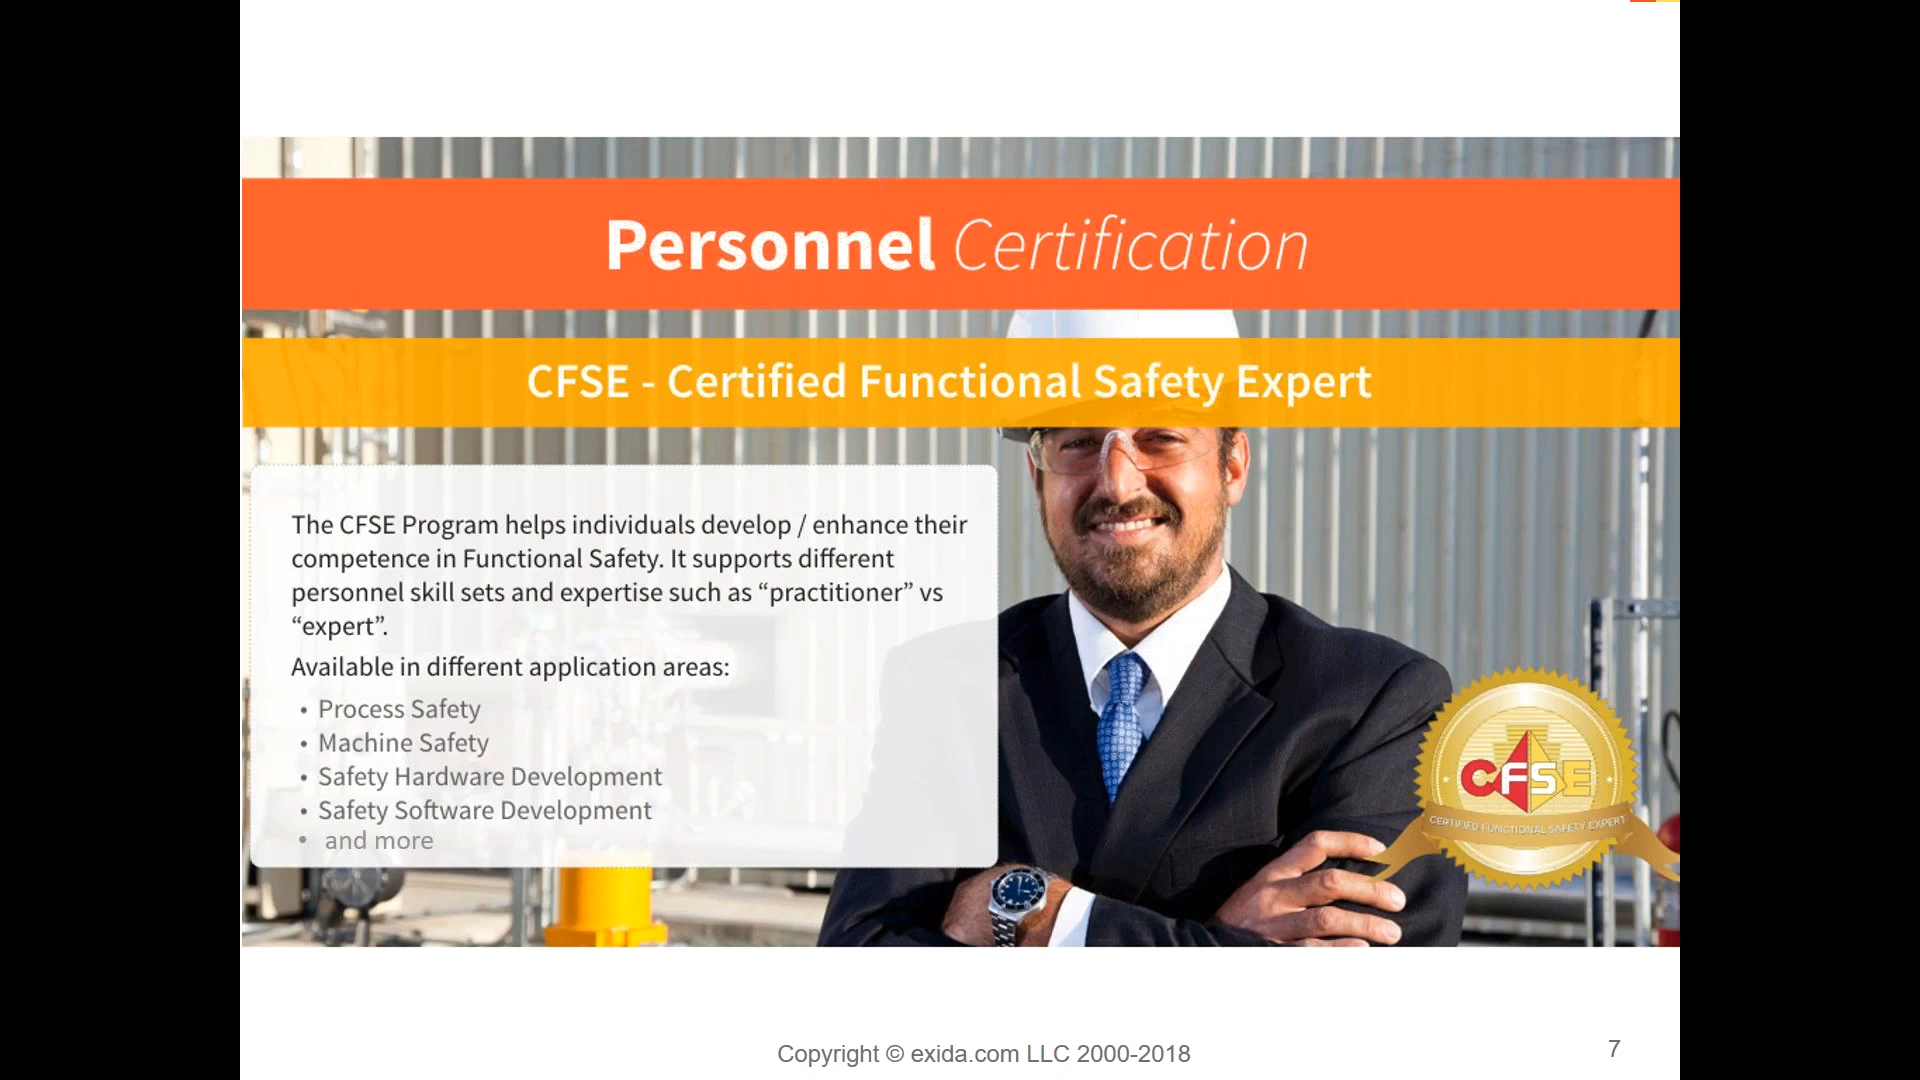 Personnel Certification
CFSE - Certified Functional Safety Expert
The CFSE Program helps individuals develop / enhance their
competence in Functional Safety. It supports different
personnel skill sets and expertise such as “practitioner” vs
“expert”.
Available in different application areas:
• Process Safety
• Machine Safety
• Safety Hardware Development
• Safety Software Development
• and more
CFSE
CERTIFIED FUNCTIONAL SAFETY EXPERT
Copyright © exida.com LLC 2000-2018
7